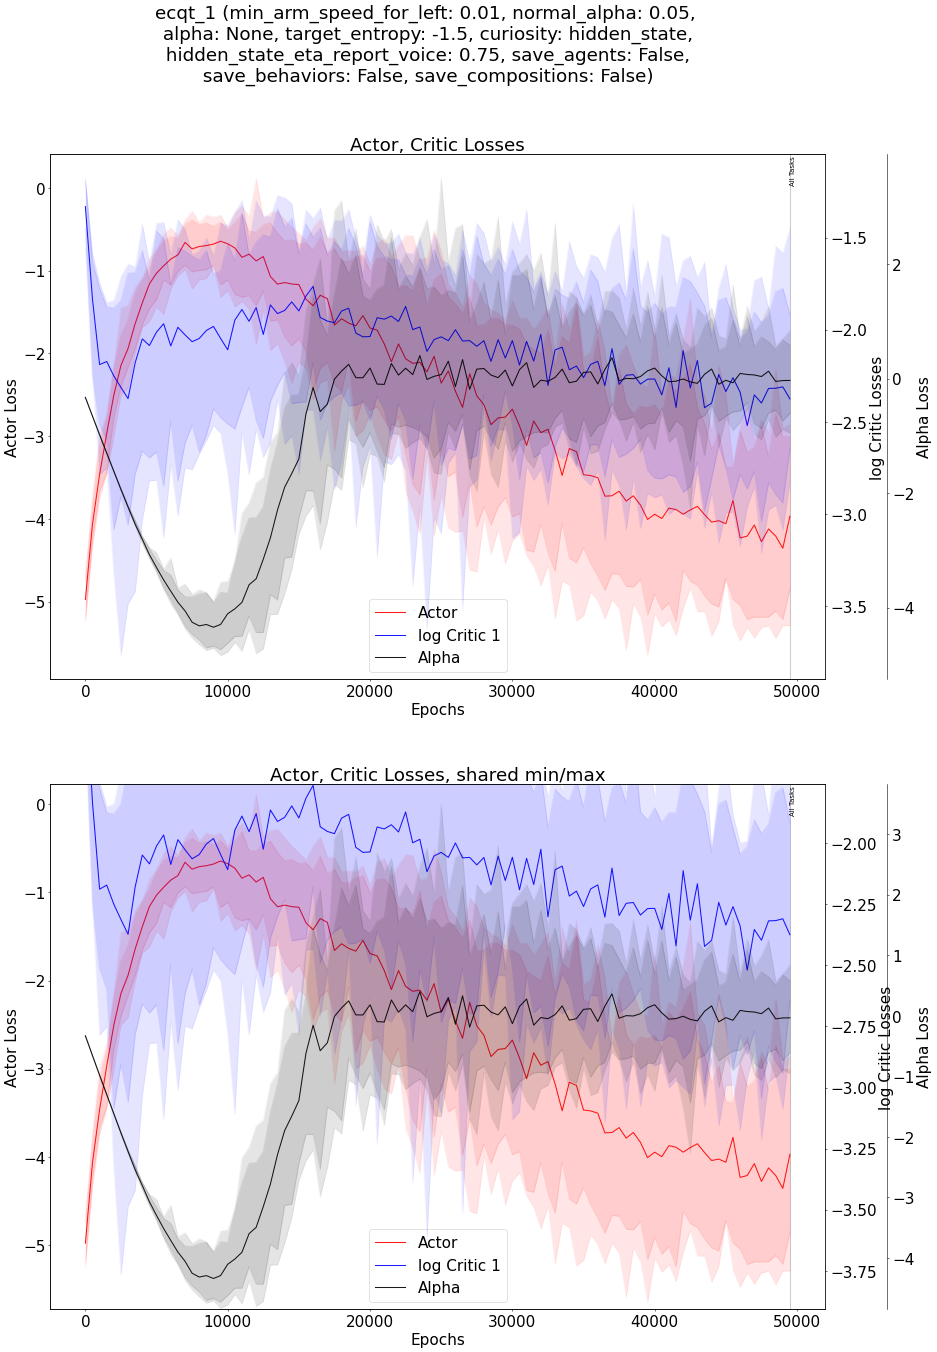 ecqt_1 (min_arm_speed_for_left: 0.01, normal_alpha: 0.05,
alpha: None, target_entropy: -1.5, curiosity: hidden_state,
hidden_state_eta_report_voice: 0.75, save_agents: False,
save_behaviors: False, save_compositions: False)
Actor, Critic Losses
All Tasks
0
−1
−2
−3
−4
−5
Actor Loss
−1.5
−2.0
−2.5
−3.0
−3.5
log Critic Losses
2
0
−2
−4
Alpha Loss
Actor
log Critic 1
Alpha
0 10000 20000 30000 40000 50000
Epochs
Actor, Critic Losses, shared min/max
All Tasks
0
−1
−2
−3
−4
−5
Actor Loss
−2.00
−2.25
−2.50
−2.75
−3.00
−3.25
−3.50
−3.75
log Critic Losses
3
2
1
0
−1
−2
−3
−4
Alpha Loss
Actor
log Critic 1
Alpha
0 10000 20000 30000 40000 50000
Epochs